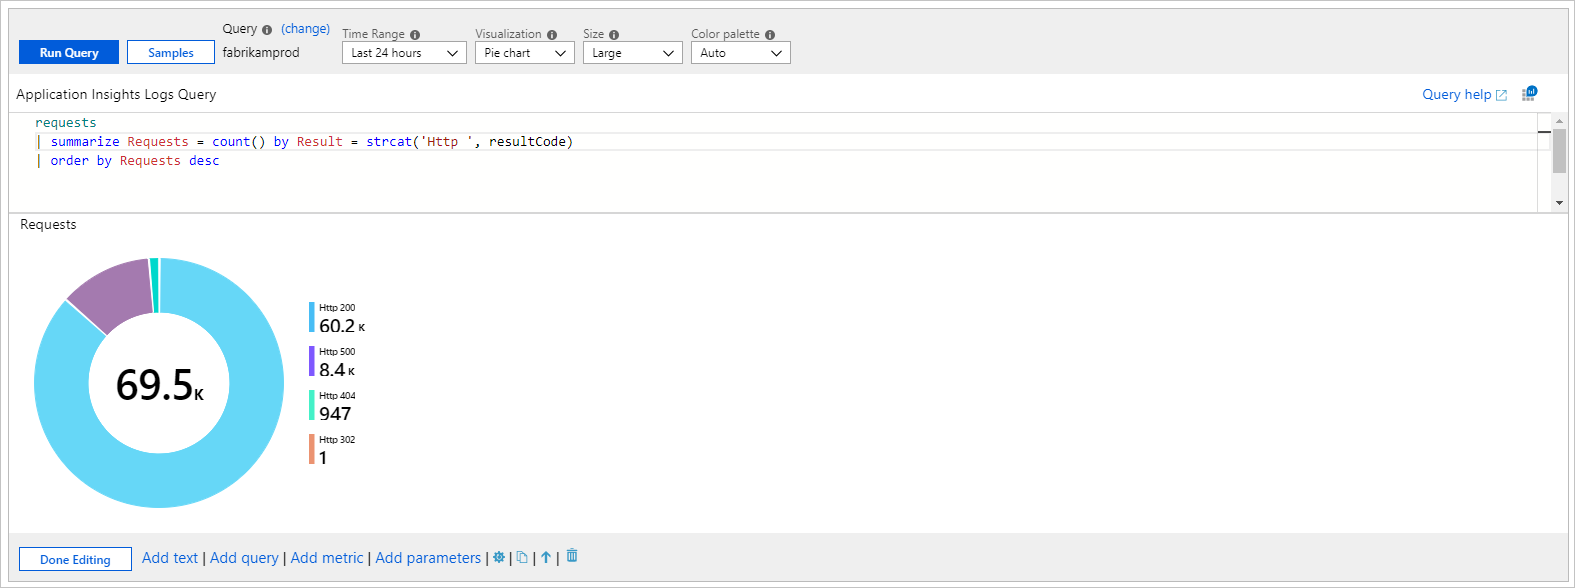 Query (change)
Run Query Samples fabrikamprod
Time Range Visualization Size Color palette
Last 24 hours Pie chart Large Auto
Application Insights Logs Query Query help
requests
| summarize Requests = count() by Result = strcat('Http ', resultCode)
| order by Requests desc
Requests
69.5K
Http 200
60.2 K
Http 500
8.4 K
Http 404
947
Http 302
1
Done Editing Add text | Add query | Add metric | Add parameters | | | |